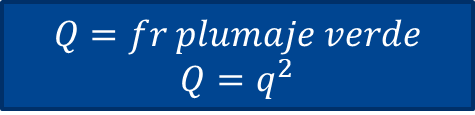 Q = fr plumaje verde
Q = q²